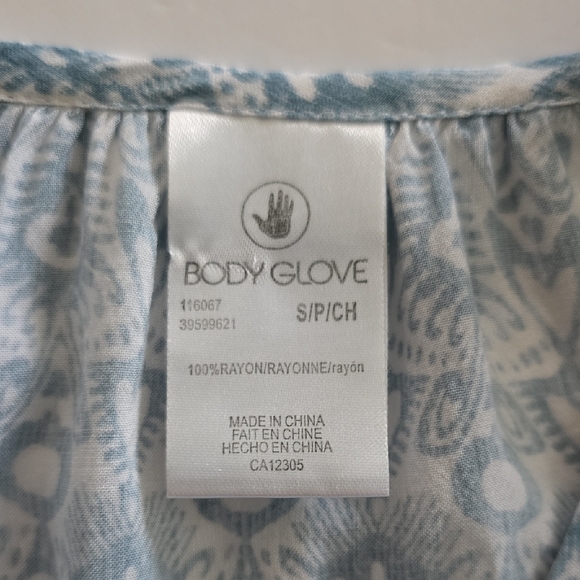 BODY GLOVE
116067
39599621
S/P/CH
100%RAYON/RAYONNE/rayón
MADE IN CHINA
FAIT EN CHINE
HECHO EN CHINA
CA12305